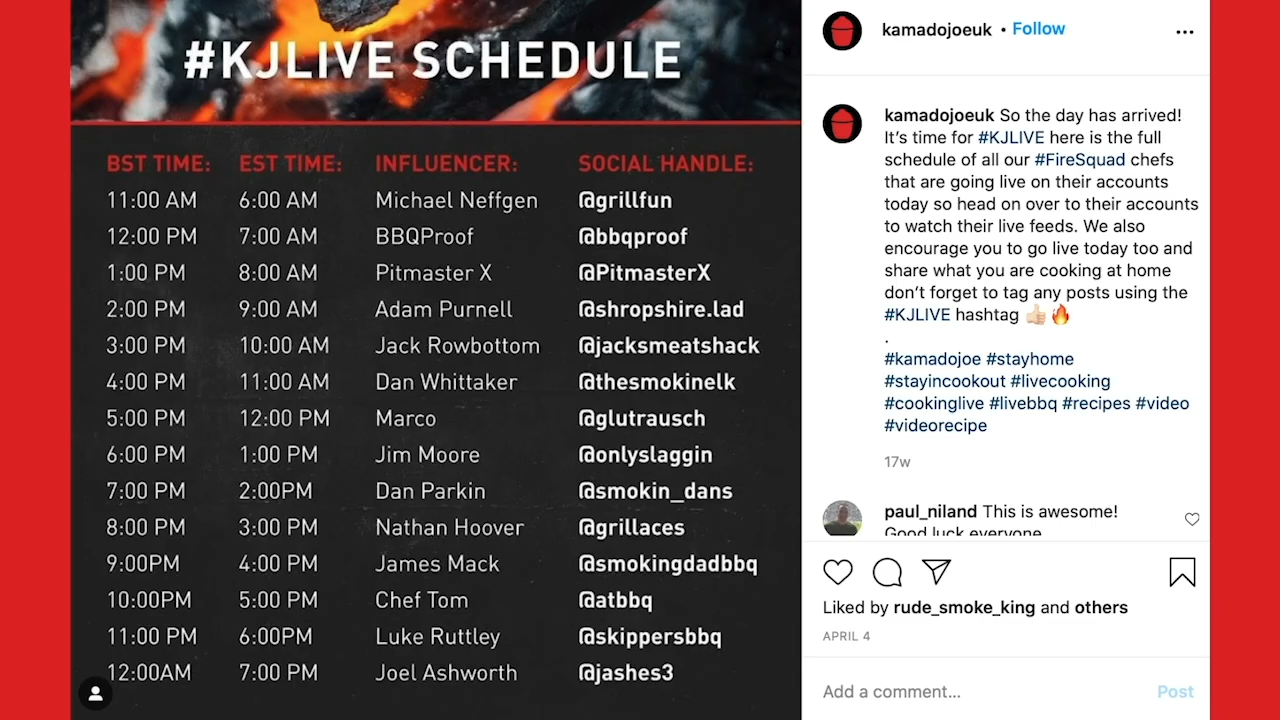 #KJLIVE SCHEDULE
BST TIME: EST TIME: INFLUENCER: SOCIAL HANDLE:
11:00 AM 6:00 AM Michael Neffgen @grillfun
12:00 PM 7:00 AM BBQProof @bbqproof
1:00 PM 8:00 AM Pitmaster X @PitmasterX
2:00 PM 9:00 AM Adam Purnell @shropshire.lad
3:00 PM 10:00 AM Jack Rowbottom @jacksmeatshack
4:00 PM 11:00 AM Dan Whittaker @thesmokinelk
5:00 PM 12:00 PM Marco @glutrausch
6:00 PM 1:00 PM Jim Moore @onlyslaggin
7:00 PM 2:00PM Dan Parkin @smokin_dans
8:00 PM 3:00 PM Nathan Hoover @grillaces
9:00PM 4:00 PM James Mack @smokingdadbbq
10:00PM 5:00 PM Chef Tom @atbbq
11:00 PM 6:00PM Luke Ruttley @skippersbbq
12:00AM 7:00 PM Joel Ashworth @jashes3
kamadojoeuk • Follow
kamadojoeuk So the day has arrived!
It's time for #KJLIVE here is the full
schedule of all our #FireSquad chefs
that are going live on their accounts
today so head on over to their accounts
to watch their live feeds. We also
encourage you to go live today too and
share what you are cooking at home
don't forget to tag any posts using the
#KJLIVE hashtag 👍🏻🔥
.
#kamadojoe #stayhome
#stayincookout #livecooking
#cookinglive #livebbq #recipes #video
#videorecipe
17w
paul_niland This is awesome!
Good luck everyone
Liked by rude_smoke_king and others
APRIL 4
Add a comment... Post